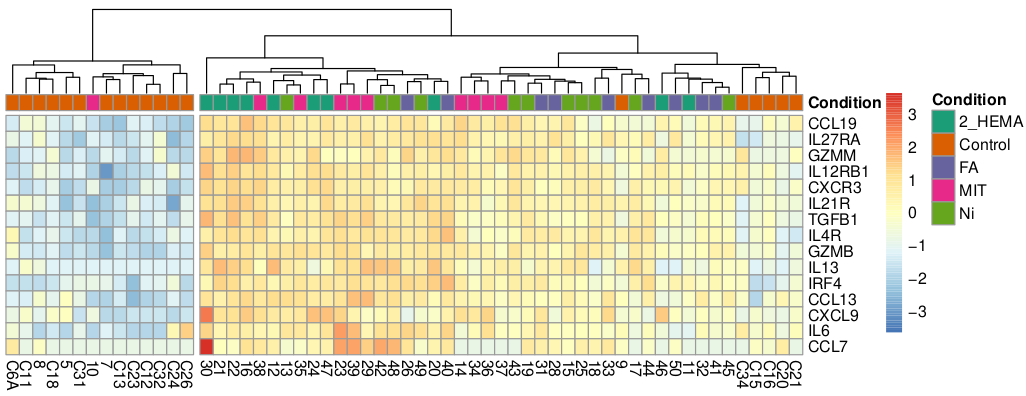 Condition
CCL19
IL27RA
GZMM
IL12RB1
CXCR3
IL21R
TGFB1
IL4R
GZMB
IL13
IRF4
CCL13
CXCL9
IL6
CCL7
C6A
C11
8
C18
5
C31
10
7
C13
C23
C12
C32
C24
C26
30
21
22
16
38
12
13
35
24
47
23
39
29
42
48
26
49
20
40
14
34
36
37
43
19
31
28
15
25
18
33
9
17
44
46
50
11
32
41
45
C34
C15
C16
C20
C21
3
2
1
0
−1
−2
−3
Condition
2_HEMA
Control
FA
MIT
Ni